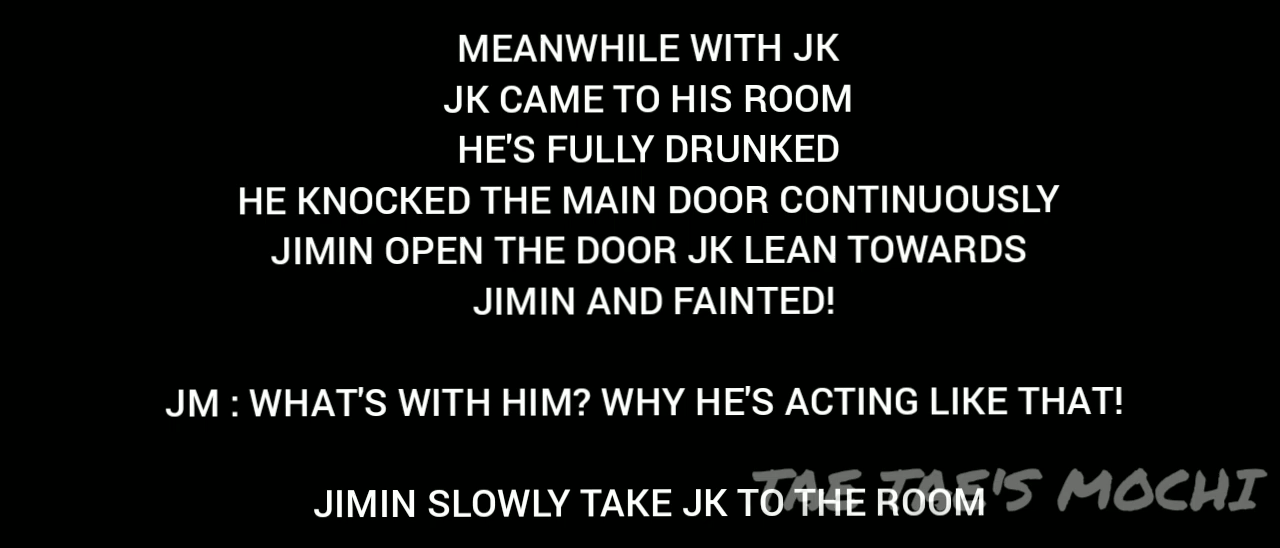 MEANWHILE WITH JK
JK CAME TO HIS ROOM
HE'S FULLY DRUNKED
HE KNOCKED THE MAIN DOOR CONTINUOUSLY
JIMIN OPEN THE DOOR JK LEAN TOWARDS
JIMIN AND FAINTED!
JM : WHAT'S WITH HIM? WHY HE'S ACTING LIKE THAT!
JIMIN SLOWLY TAKE JK TO THE ROOM
TAE TAE'S MOCHI